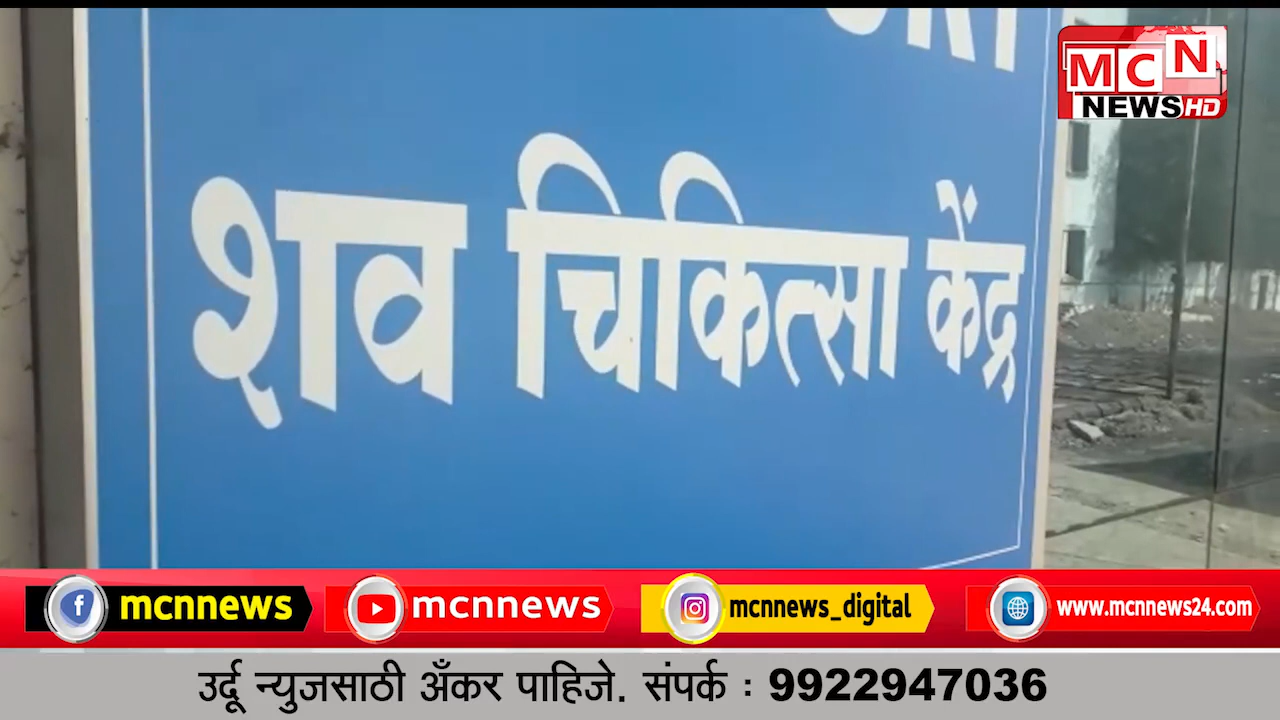 MCN
NEWS HD
शव चिकित्सा केंद्र
mcnnews
mcnnews
mcnnews_digital
www.mcnnews24.com
उर्दू न्युजसाठी अँकर पाहिजे. संपर्क : 9922947036